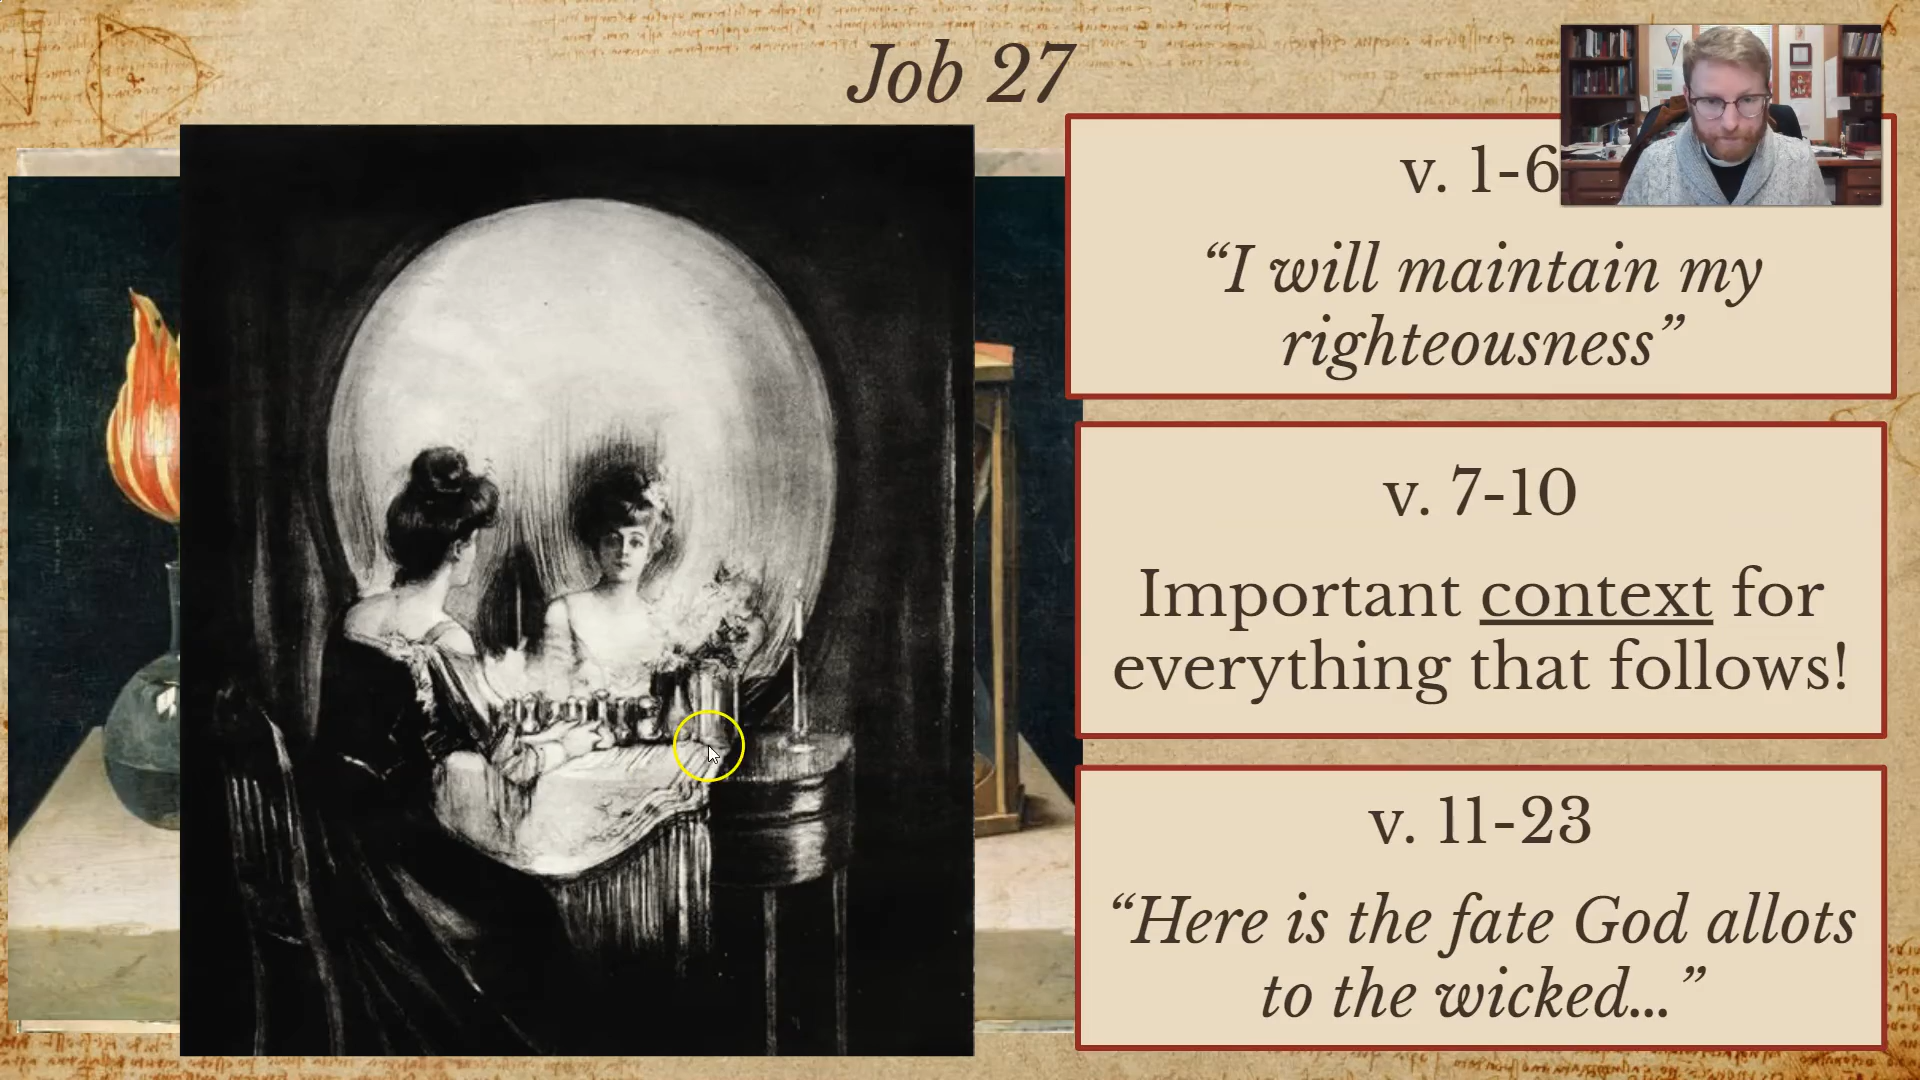 Job 27
v. 1-6
“I will maintain my
righteousness”
v. 7-10
Important context for
everything that follows!
v. 11-23
“Here is the fate God allots
to the wicked...”